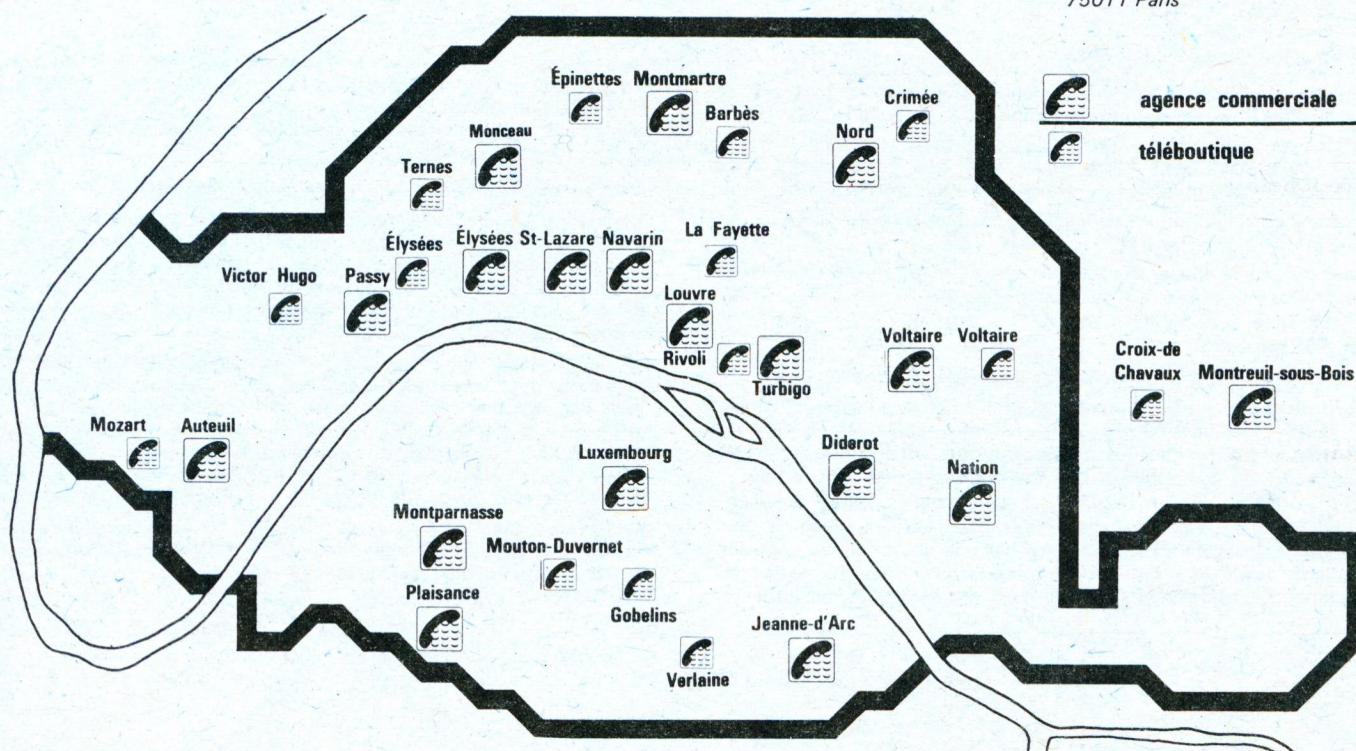 75011 Paris
agence commerciale
téléboutique
Épinettes
Montmartre
Barbès
Crimée
Nord
Monceau
Ternes
Élysées
Élysées
St-Lazare
Navarin
La Fayette
Victor Hugo
Passy
Louvre
Rivoli
Turbigo
Voltaire
Voltaire
Croix-de
Chavaux
Montreuil-sous-Bois
Mozart
Auteuil
Luxembourg
Diderot
Nation
Montparnasse
Mouton-Duvernet
Plaisance
Gobelins
Jeanne-d'Arc
Verlaine